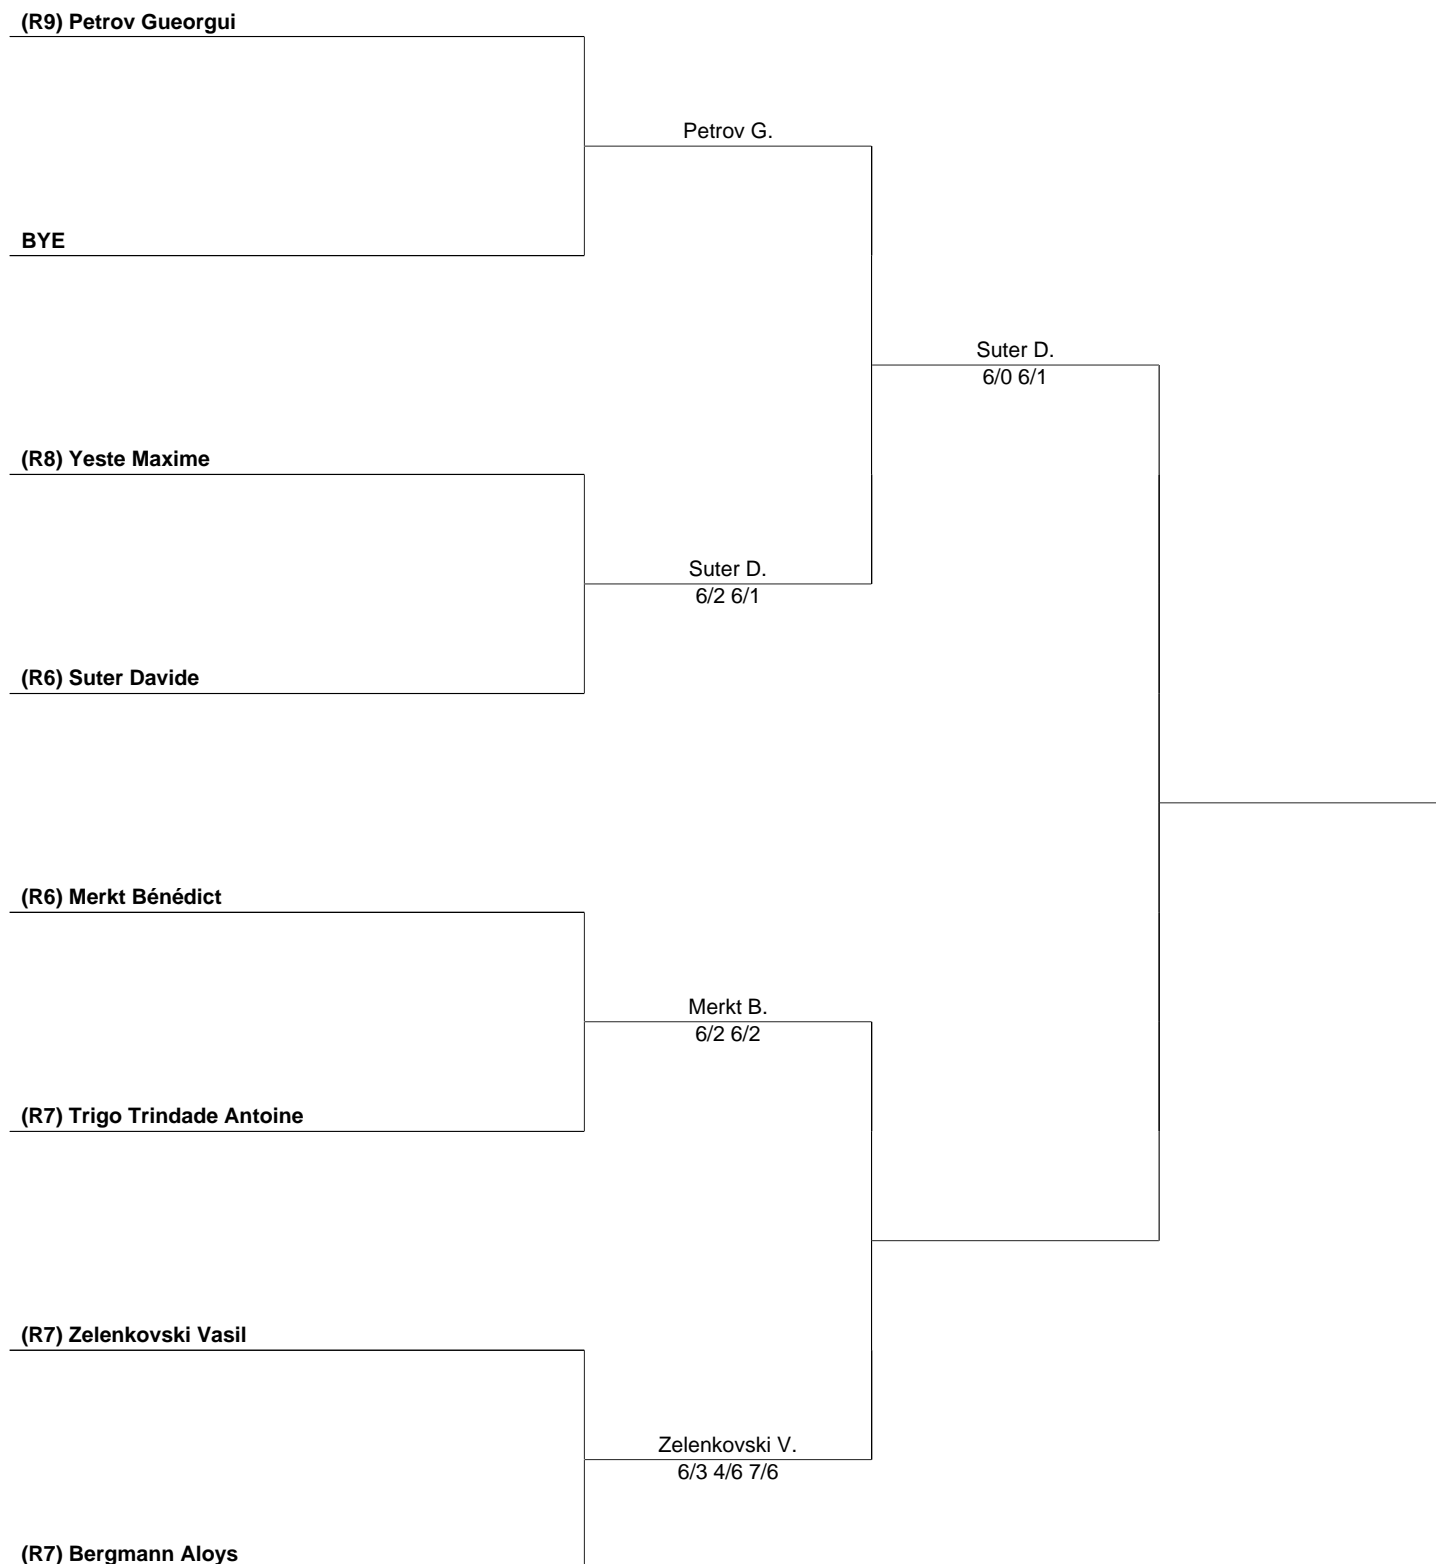 (R9) Petrov Gueorgui
Petrov G.
BYE
Suter D.
6/0 6/1
(R8) Yeste Maxime
Suter D.
6/2 6/1
(R6) Suter Davide
(R6) Merkt Bénédict
Merkt B.
6/2 6/2
(R7) Trigo Trindade Antoine
(R7) Zelenkovski Vasil
Zelenkovski V.
6/3 4/6 7/6
(R7) Bergmann Aloys